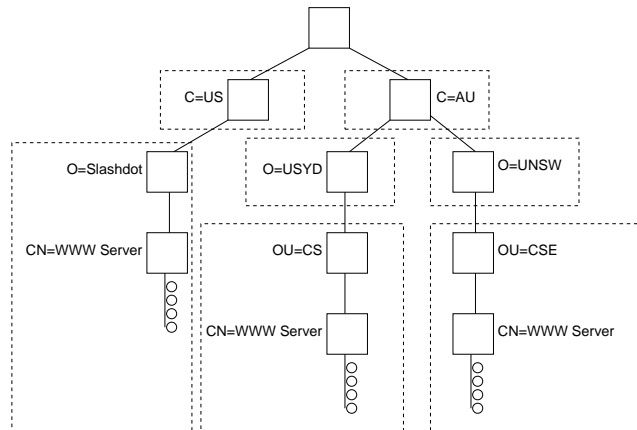 C=US
C=AU
O=Slashdot
O=USYD
O=UNSW
CN=WWW Server
OU=CS
OU=CSE
CN=WWW Server
CN=WWW Server